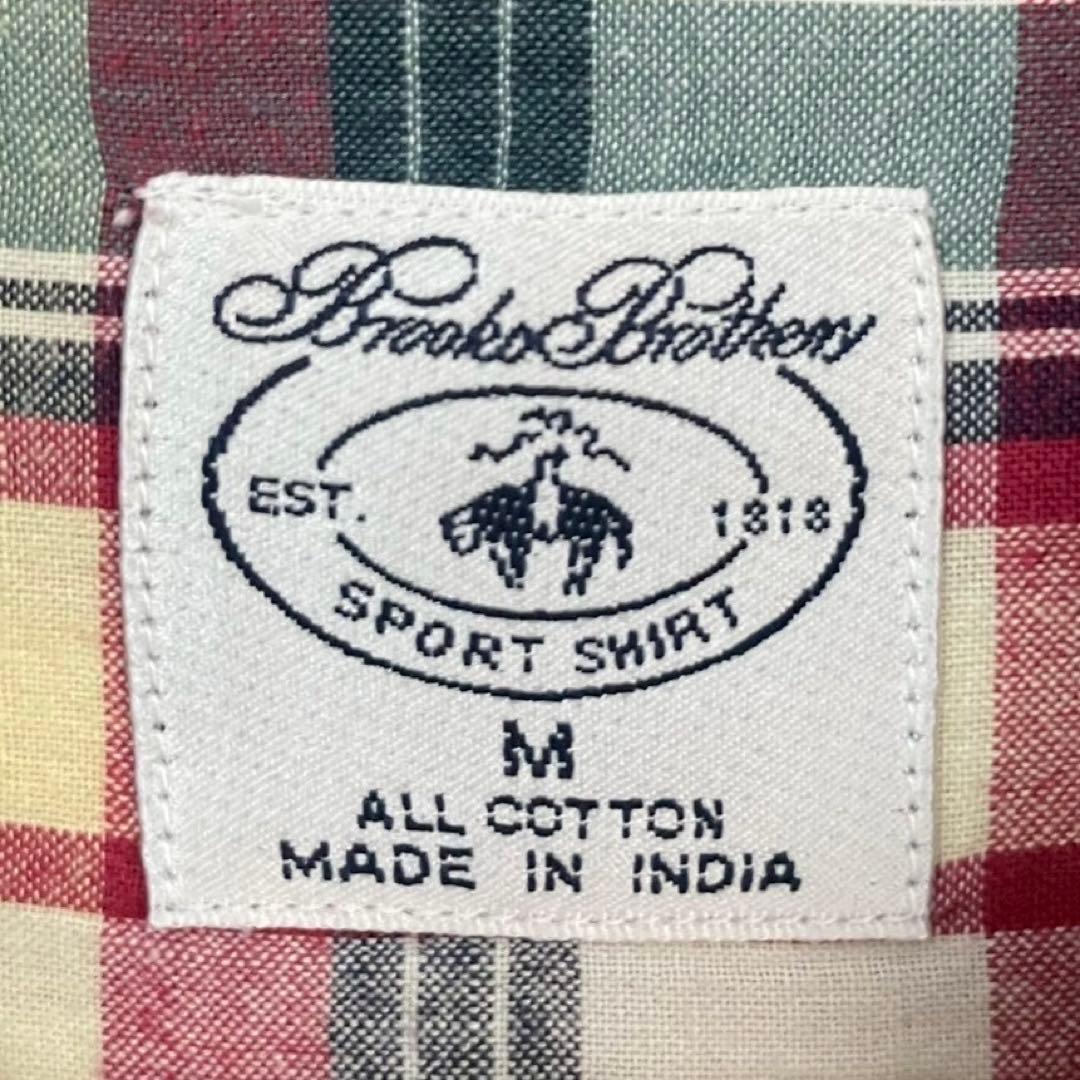 Brooks Brothers
EST. 1818
SPORT SHIRT
M
ALL COTTON
MADE IN INDIA